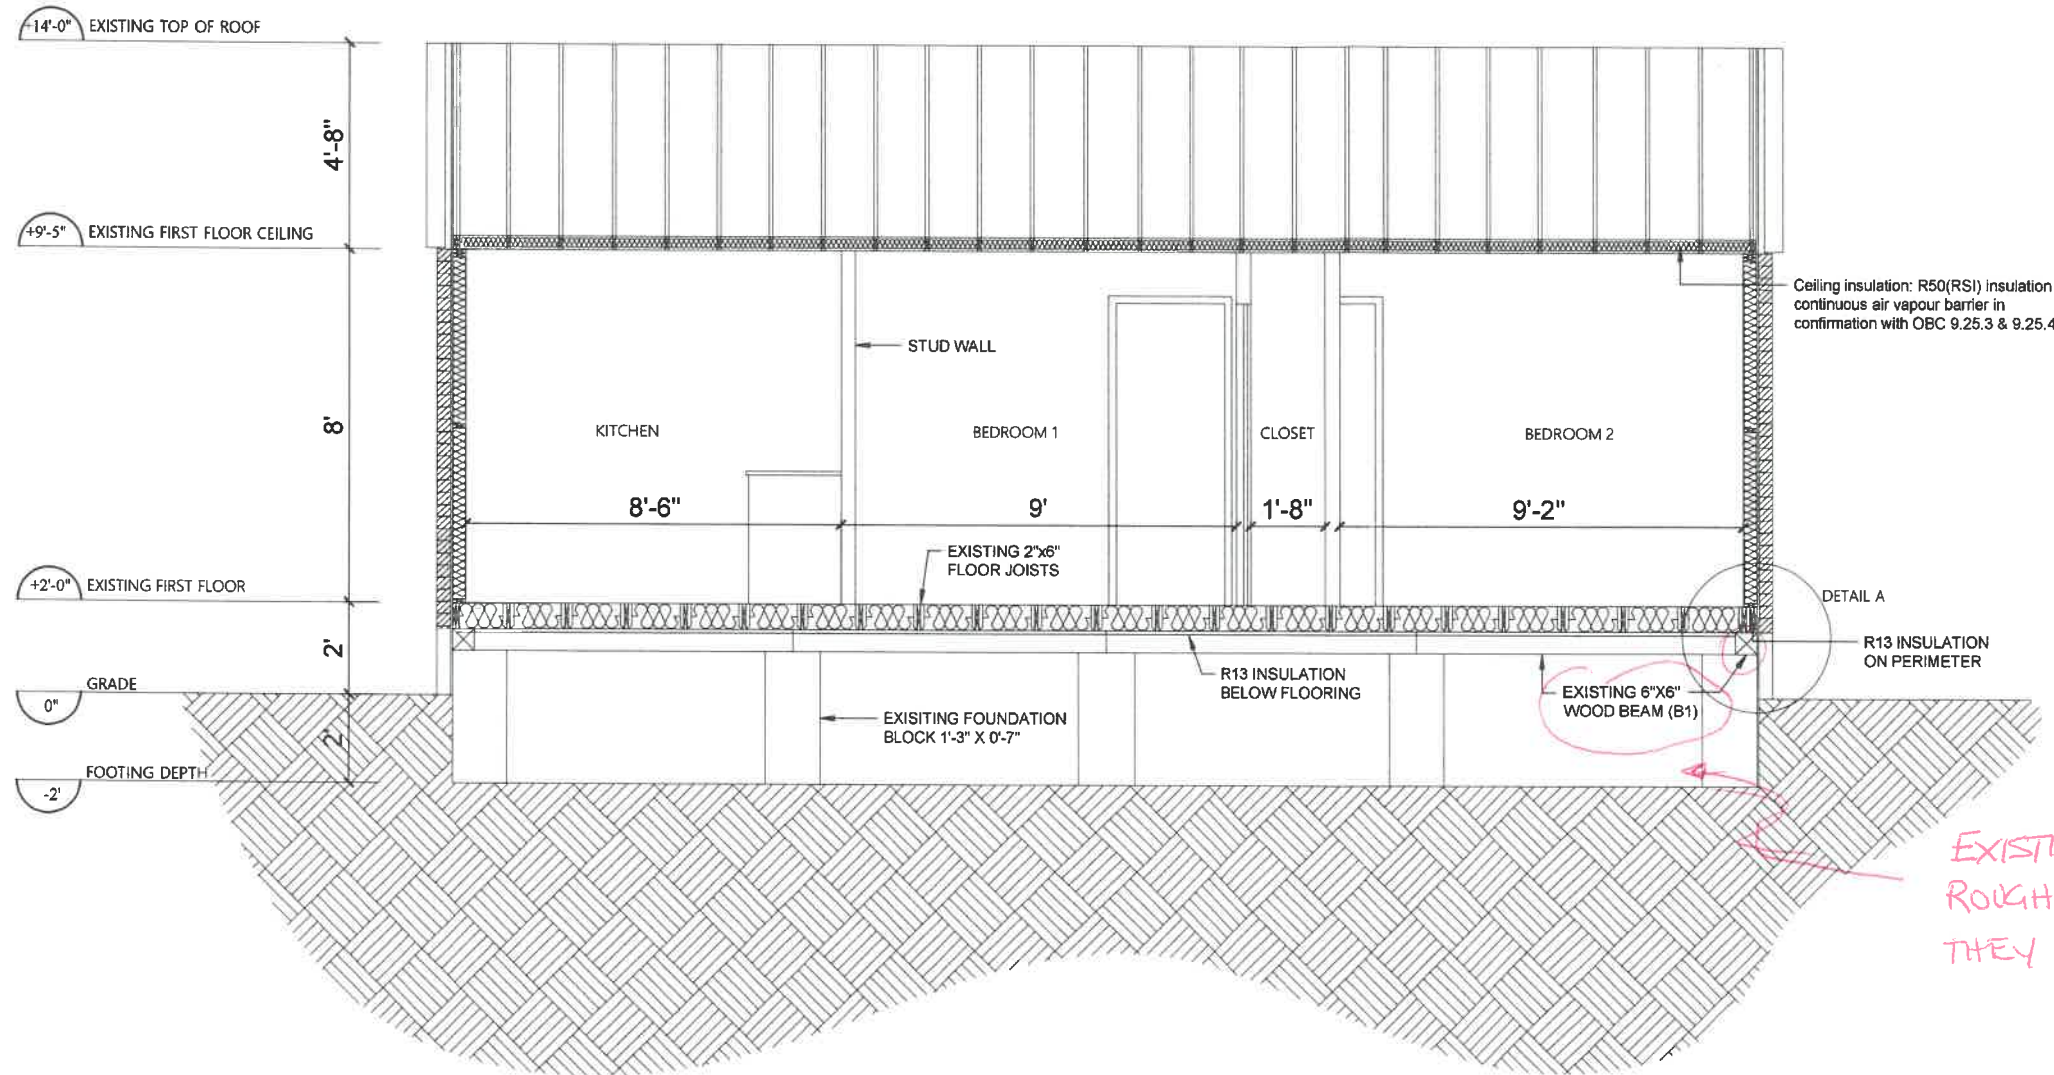 +14'-0" EXISTING TOP OF ROOF
4'-8"
+9'-5" EXISTING FIRST FLOOR CEILING
Ceiling insulation: R50(RSI) insulation
continuous air vapour barrier in
confirmation with OBC 9.25.3 & 9.25.4
STUD WALL
8'
KITCHEN
BEDROOM 1
CLOSET
BEDROOM 2
8'-6"
9'
1'-8"
9'-2"
EXISTING 2"x6"
FLOOR JOISTS
+2'-0" EXISTING FIRST FLOOR
DETAIL A
2'
R13 INSULATION
ON PERIMETER
R13 INSULATION
BELOW FLOORING
EXISTING 6"X6"
WOOD BEAM (B1)
GRADE
0"
EXISITING FOUNDATION
BLOCK 1'-3" X 0'-7"
2'
FOOTING DEPTH
-2'
EXISTI
ROUGH
THEY